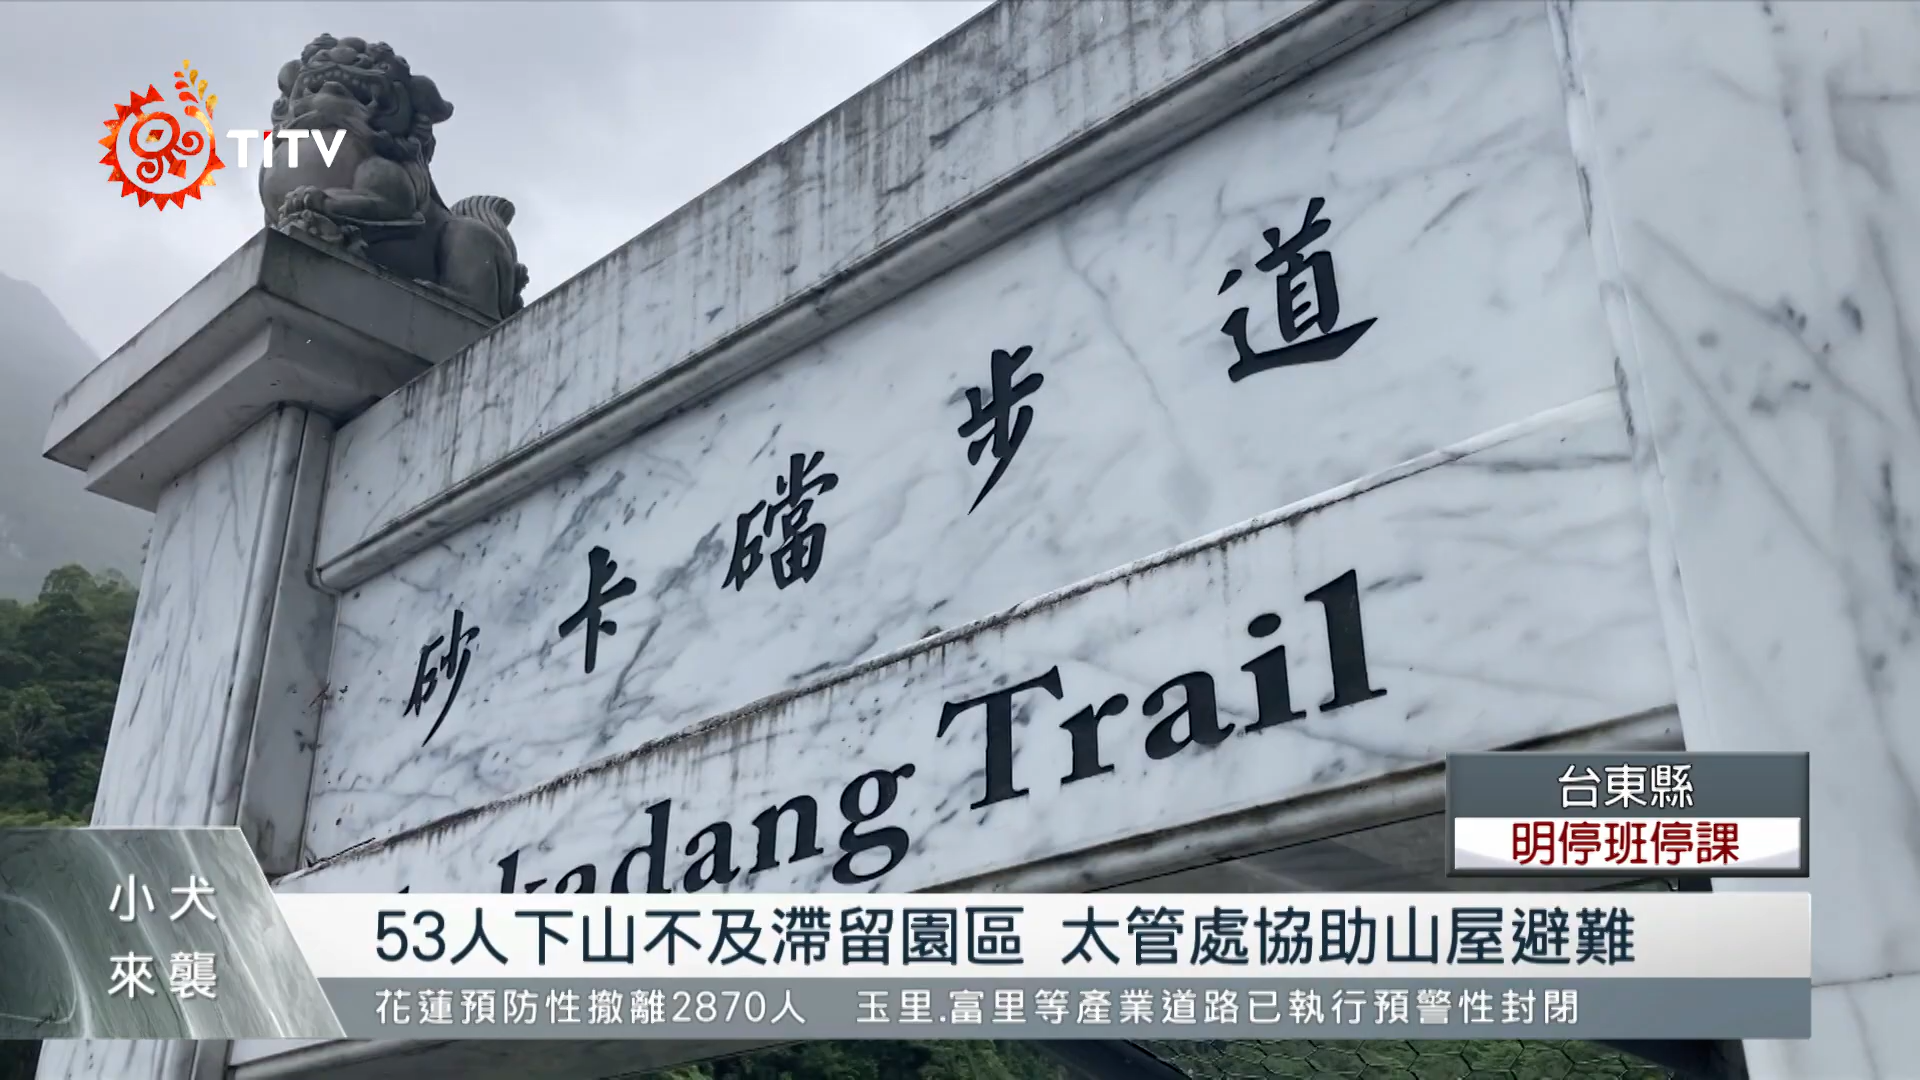 TiTV
砂卡礑步道
kadang Trail
台東縣
明停班停課
小犬
來襲
53人下山不及滯留園區 太管處協助山屋避難
花蓮預防性撤離2870人 玉里.富里等產業道路已執行預警性封閉